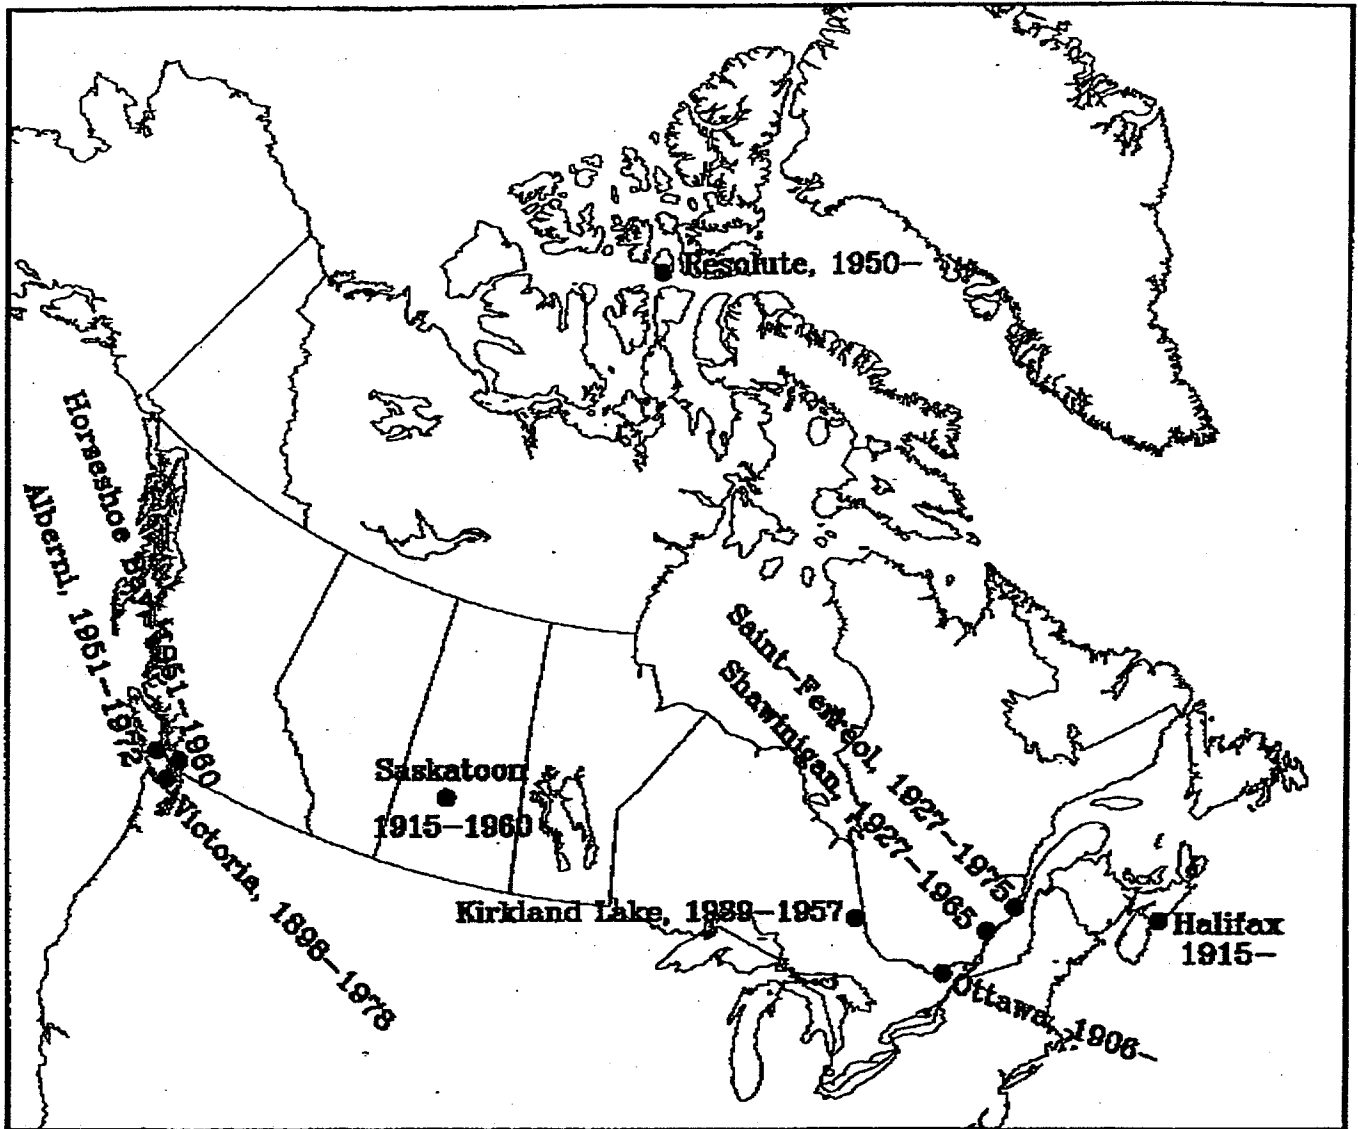 Resolute, 1950-
Horseshoe Bay, 1951-1960
Alberni, 1951-1972
Saint-Ferreol, 1927-1975
Shawinigan, 1927-1965
Saskatoon
1915-1960
Victoria, 1898-1978
Kirkland Lake, 1939-1957
Halifax
1915-
Ottawa, 1906-